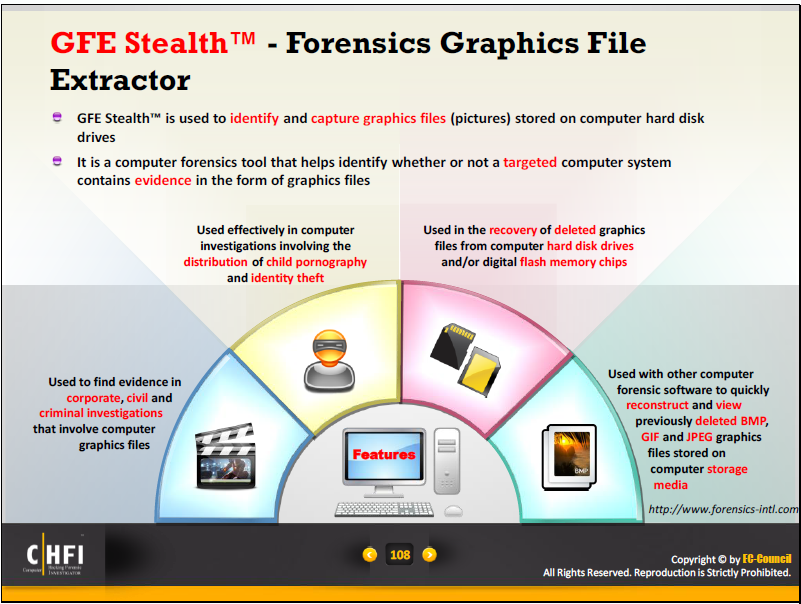 GFE Stealth™ - Forensics Graphics File
Extractor
GFE Stealth™ is used to identify and capture graphics files (pictures) stored on computer hard disk
drives
It is a computer forensics tool that helps identify whether or not a targeted computer system
contains evidence in the form of graphics files
Used effectively in computer
investigations involving the
distribution of child pornography
and identity theft
Used in the recovery of deleted graphics
files from computer hard disk drives
and/or digital flash memory chips
Used to find evidence in
corporate, civil and
criminal investigations
that involve computer
graphics files
Used with other computer
forensic software to quickly
reconstruct and view
previously deleted BMP,
GIF and JPEG graphics
files stored on
computer storage
media
BMP
Features
http://www.forensics-intl.com
CHFI
Computer Hacking Forensic
INVESTIGATOR
108
Copyright © by EC-Council
All Rights Reserved. Reproduction is Strictly Prohibited.